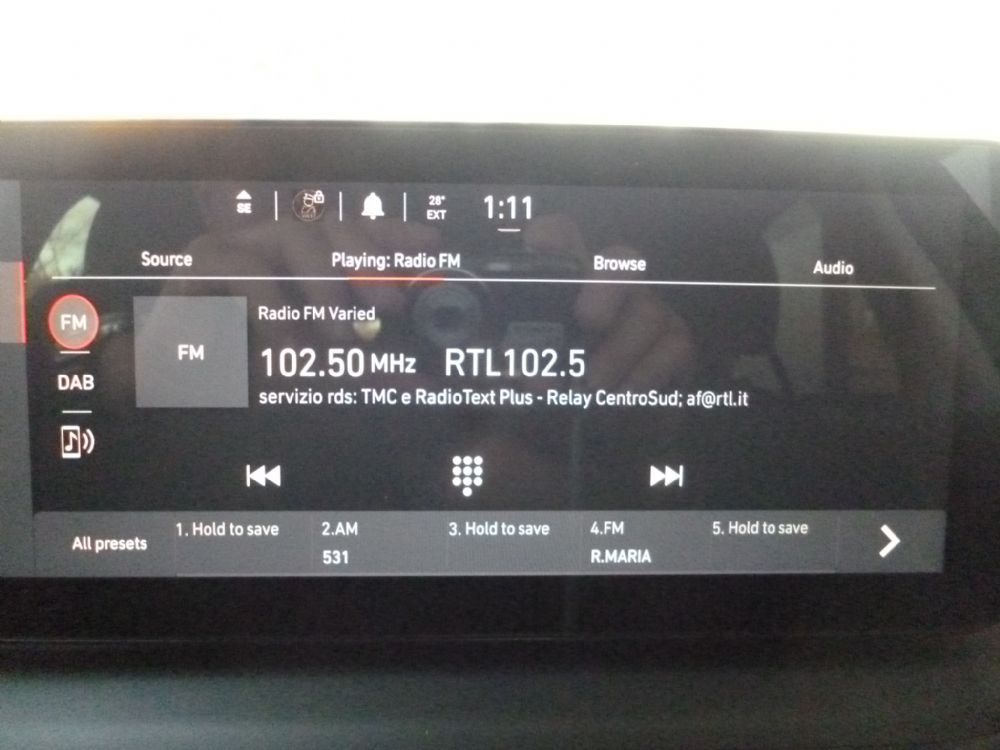 SE
28°
EXT
1:11
Source
Playing: Radio FM
Browse
Audio
FM
DAB
FM
Radio FM Varied
102.50 MHz RTL102.5
servizio rds: TMC e RadioText Plus - Relay CentroSud; af@rtl.it
All presets
1. Hold to save
2.AM
531
3. Hold to save
4.FM
R.MARIA
5. Hold to save